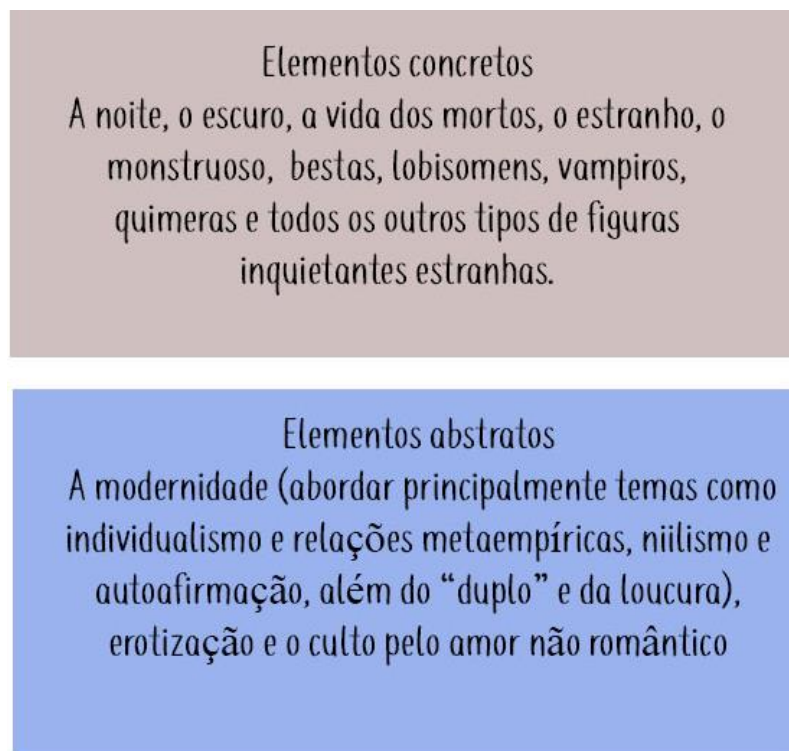 Elementos concretos
A noite, o escuro, a vida dos mortos, o estranho, o
monstruoso, bestas, lobisomens, vampiros,
quimeras e todos os outros tipos de figuras
inquietantes estranhas.
Elementos abstratos
A modernidade (abordar principalmente temas como
individualismo e relações metaempíricas, niilismo e
autoafirmação, além do “duplo” e da loucura),
erotização e o culto pelo amor não romântico